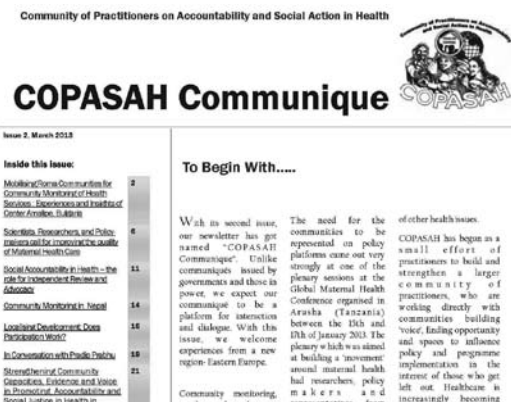 Community of Practitioners on Accountability and Social Action in Health
COPASAH Communique
COPASAH
Issue 2, March 2013
Inside this issue:
Mobilising Roma Communities for 2
Community Monitoring of Health
Services: Experiences and Insights of
Center Amalipe, Bulgaria
Scientists, Researchers, and Policy- 6
makers call for improving the quality
of Maternal Health Care
Social Accountability in Health – the 11
role for Independent Review and
Advocacy
Community Monitoring in Nepal 14
Localising Development: Does 16
Participation Work?
In Conversation with Pradip Prabhu 19
Strengthening Community 21
Capacities, Evidence and Voice
in Promoting Accountability and
Social Justice in Health in
To Begin With.....
With its second issue,
our newsletter has got
named "COPASAH
Communique". Unlike
communiqués issued by
governments and those in
power, we expect our
communiqué to be a
platform for interaction
and dialogue. With this
issue, we welcome
experiences from a new
region- Eastern Europe.
Community monitoring,
The need for the
communities to be
represented on policy
platforms came out very
strongly at one of the
plenary sessions at the
Global Maternal Health
Conference organised in
Arusha (Tanzania)
between the 15th and
17th of January 2013. The
plenary which was aimed
at building a 'movement'
around maternal health
had researchers, policy
makers and
of other health issues.
COPASAH has begun as a
small effort of
practitioners to build and
strengthen a larger
community of
practitioners, who are
working directly with
communities building
'voice', finding opportunity
and spaces to influence
policy and programme
implementation in the
interest of those who get
left out. Healthcare is
increasingly becoming